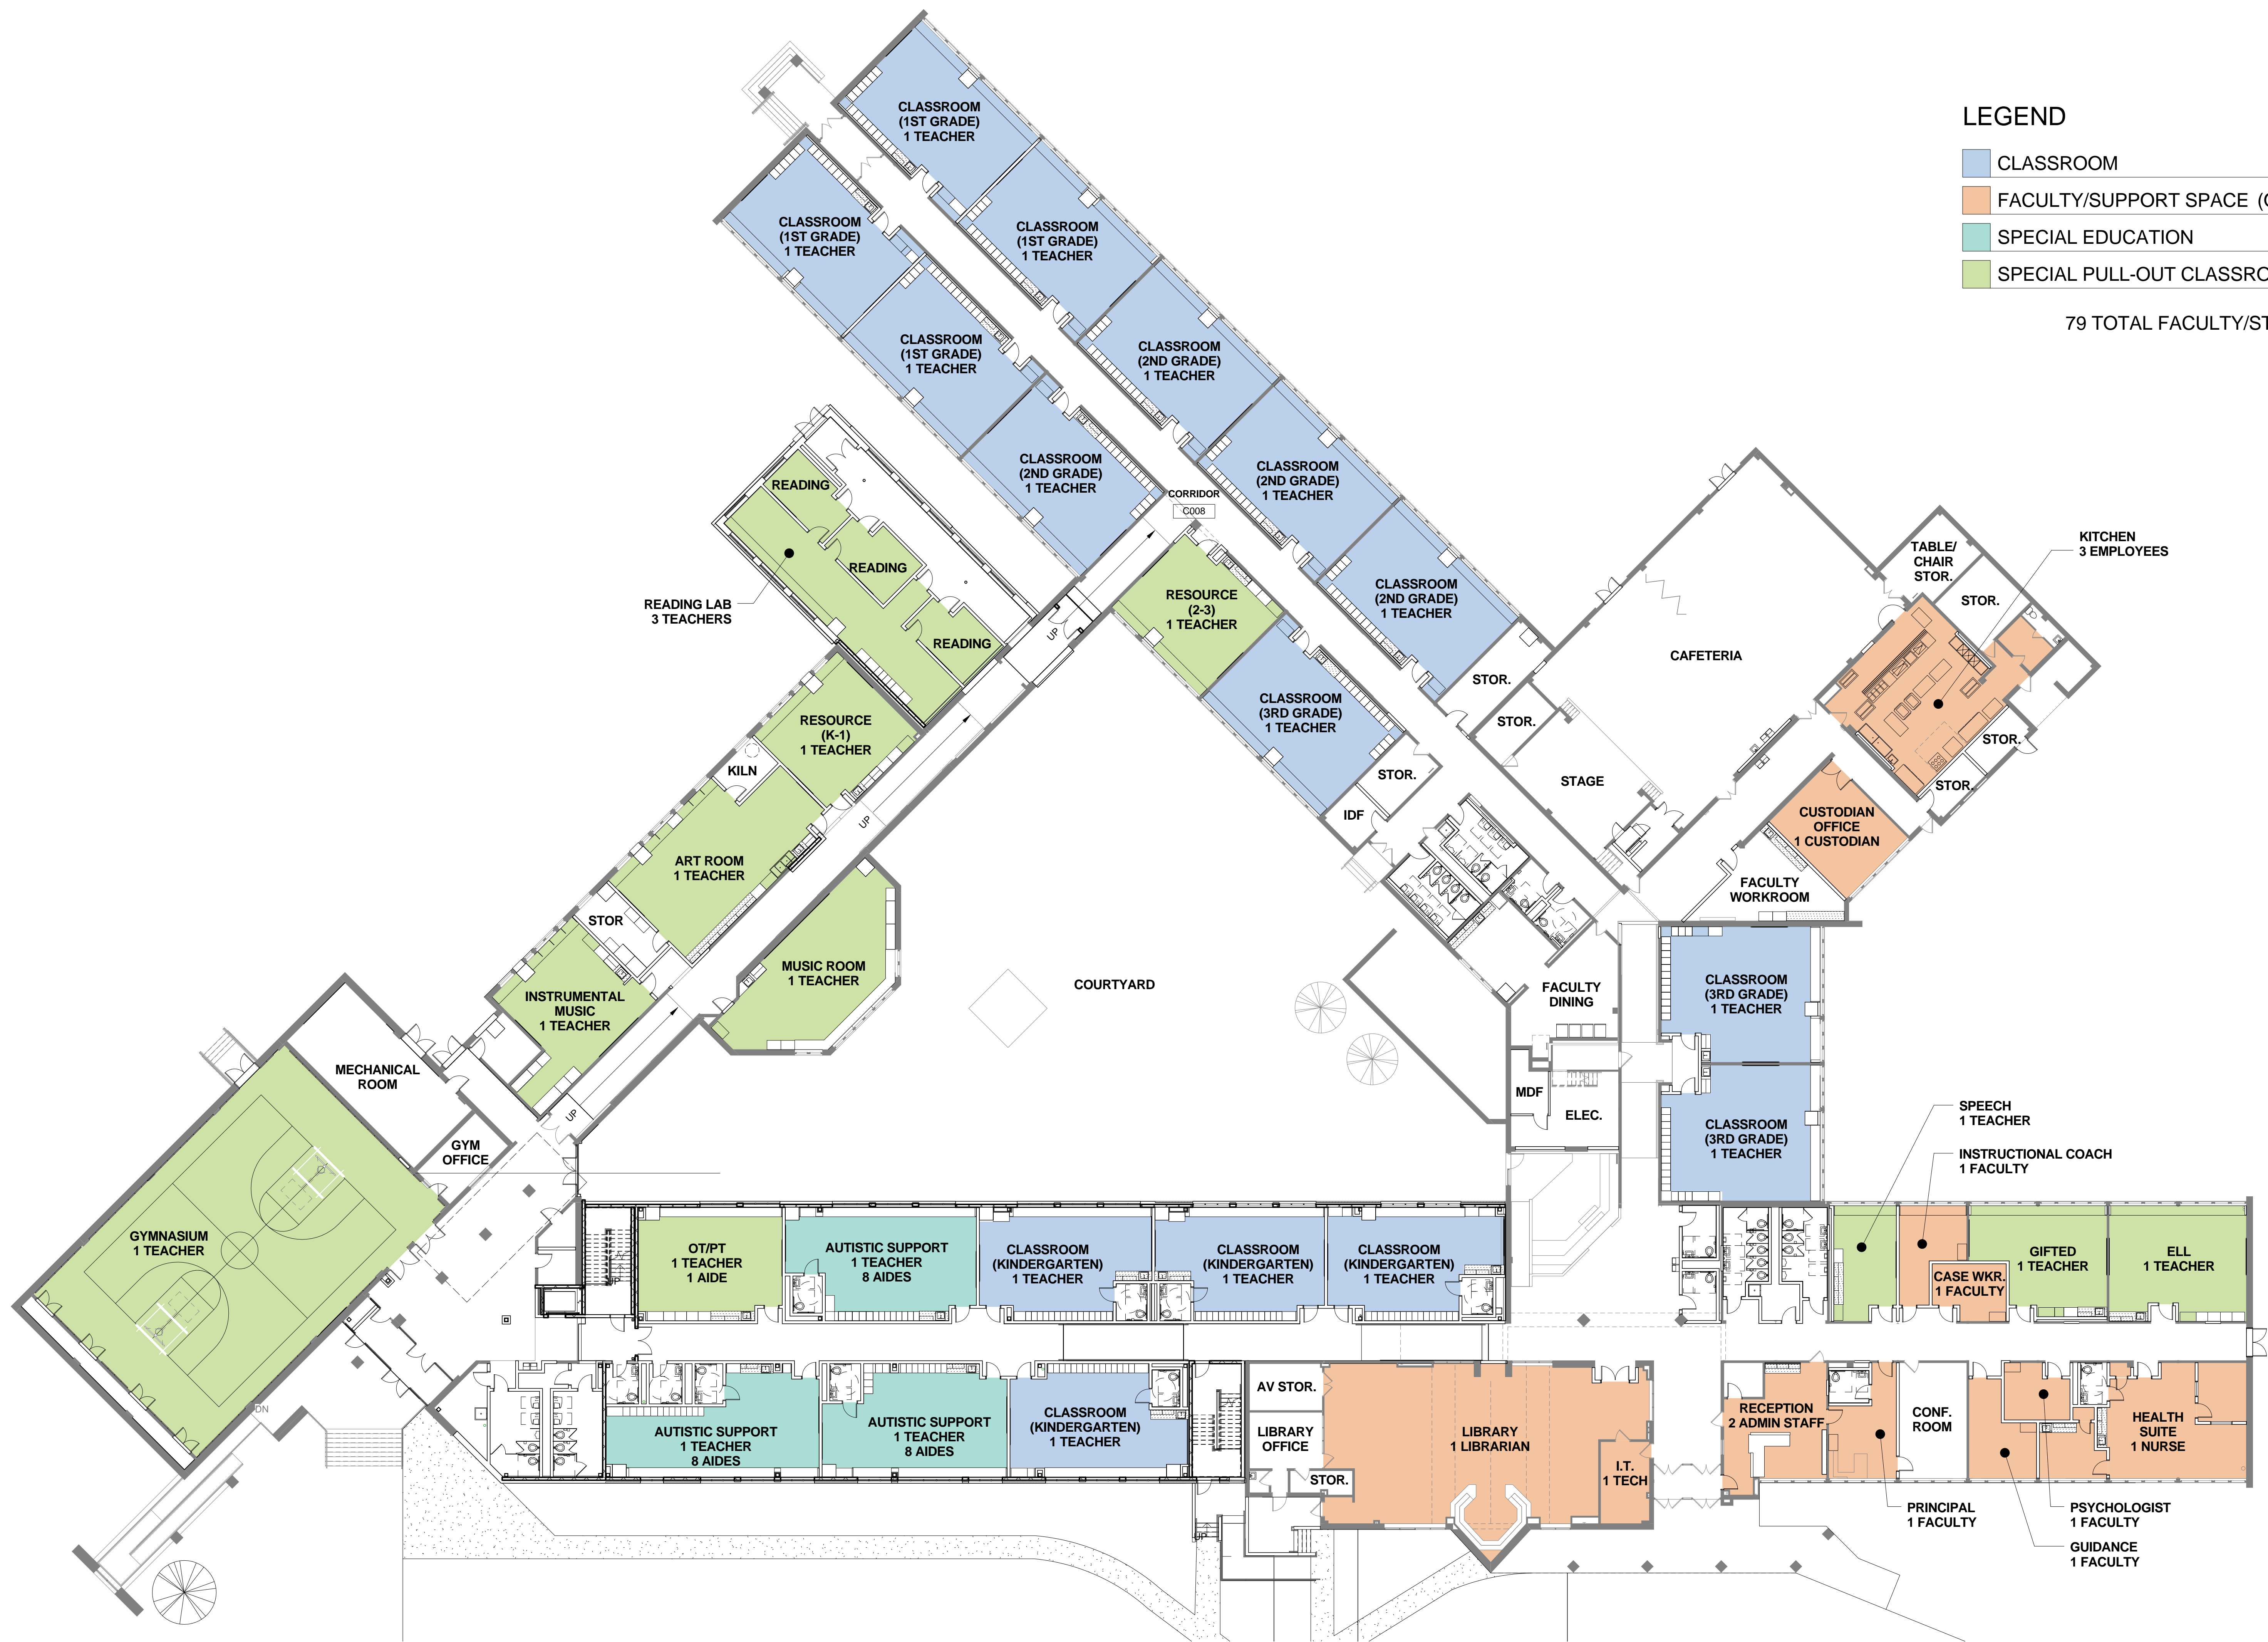 LEGEND
CLASSROOM
FACULTY/SUPPORT SPACE (
SPECIAL EDUCATION
SPECIAL PULL-OUT CLASSRO
79 TOTAL FACULTY/ST
CLASSROOM
(1ST GRADE)
1 TEACHER
CLASSROOM
(1ST GRADE)
1 TEACHER
CLASSROOM
(1ST GRADE)
1 TEACHER
CLASSROOM
(1ST GRADE)
1 TEACHER
CLASSROOM
(2ND GRADE)
1 TEACHER
CLASSROOM
(2ND GRADE)
1 TEACHER
CLASSROOM
(2ND GRADE)
1 TEACHER
CLASSROOM
(2ND GRADE)
1 TEACHER
CORRIDOR
C008
READING
READING
READING
READING LAB
3 TEACHERS
UP
RESOURCE
(2-3)
1 TEACHER
CLASSROOM
(3RD GRADE)
1 TEACHER
STOR.
STOR.
CAFETERIA
STAGE
TABLE/
CHAIR
STOR.
STOR.
KITCHEN
3 EMPLOYEES
STOR.
STOR.
CUSTODIAN
OFFICE
1 CUSTODIAN
FACULTY
WORKROOM
RESOURCE
(K-1)
1 TEACHER
KILN
UP
ART ROOM
1 TEACHER
STOR
STOR.
IDF
MUSIC ROOM
1 TEACHER
INSTRUMENTAL
MUSIC
1 TEACHER
COURTYARD
FACULTY
DINING
CLASSROOM
(3RD GRADE)
1 TEACHER
MECHANICAL
ROOM
UP
GYM
OFFICE
MDF
ELEC.
CLASSROOM
(3RD GRADE)
1 TEACHER
SPEECH
1 TEACHER
INSTRUCTIONAL COACH
1 FACULTY
GYMNASIUM
1 TEACHER
OT/PT
1 TEACHER
1 AIDE
AUTISTIC SUPPORT
1 TEACHER
8 AIDES
CLASSROOM
(KINDERGARTEN)
1 TEACHER
CLASSROOM
(KINDERGARTEN)
1 TEACHER
CLASSROOM
(KINDERGARTEN)
1 TEACHER
CASE WKR.
1 FACULTY
GIFTED
1 TEACHER
ELL
1 TEACHER
DN
AUTISTIC SUPPORT
1 TEACHER
8 AIDES
AUTISTIC SUPPORT
1 TEACHER
8 AIDES
CLASSROOM
(KINDERGARTEN)
1 TEACHER
AV STOR.
LIBRARY
OFFICE
STOR.
LIBRARY
1 LIBRARIAN
I.T.
1 TECH
RECEPTION
2 ADMIN STAFF
CONF.
ROOM
HEALTH
SUITE
1 NURSE
PRINCIPAL
1 FACULTY
PSYCHOLOGIST
1 FACULTY
GUIDANCE
1 FACULTY
UP